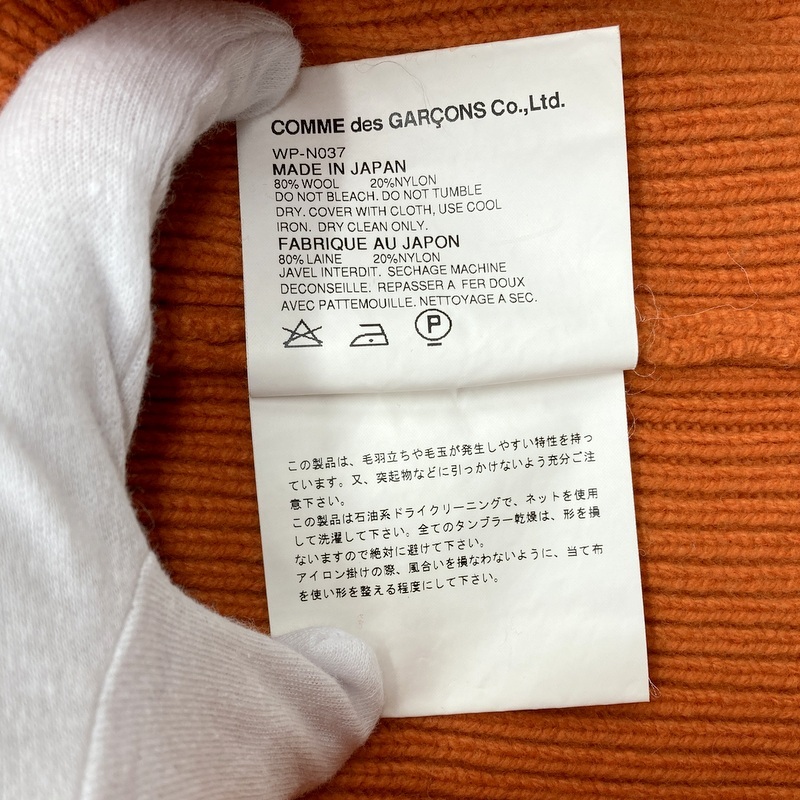 COMME des GARÇONS Co.,Ltd.
WP-N037
MADE IN JAPAN
80% WOOL 20%NYLON
DO NOT BLEACH. DO NOT TUMBLE
DRY. COVER WITH CLOTH, USE COOL
IRON. DRY CLEAN ONLY.
FABRIQUE AU JAPON
80% LAINE 20%NYLON
JAVEL INTERDIT. SECHAGE MACHINE
DECONSEILLE. REPASSER A FER DOUX
AVEC PATTEMOUILLE. NETTOYAGE A SEC.
P
この製品は、毛羽立ちや毛玉が発生しやすい特性を持っ
ています。又、突起物などに引っかけないよう充分ご注
意下さい。
この製品は石油系ドライクリーニングで、ネットを使用
して洗濯して下さい。全てのタンブラー乾燥は、形を損
ないますので絶対に避けて下さい。
アイロン掛けの際、風合いを損なわないように、当て布
を使い形を整える程度にして下さい。